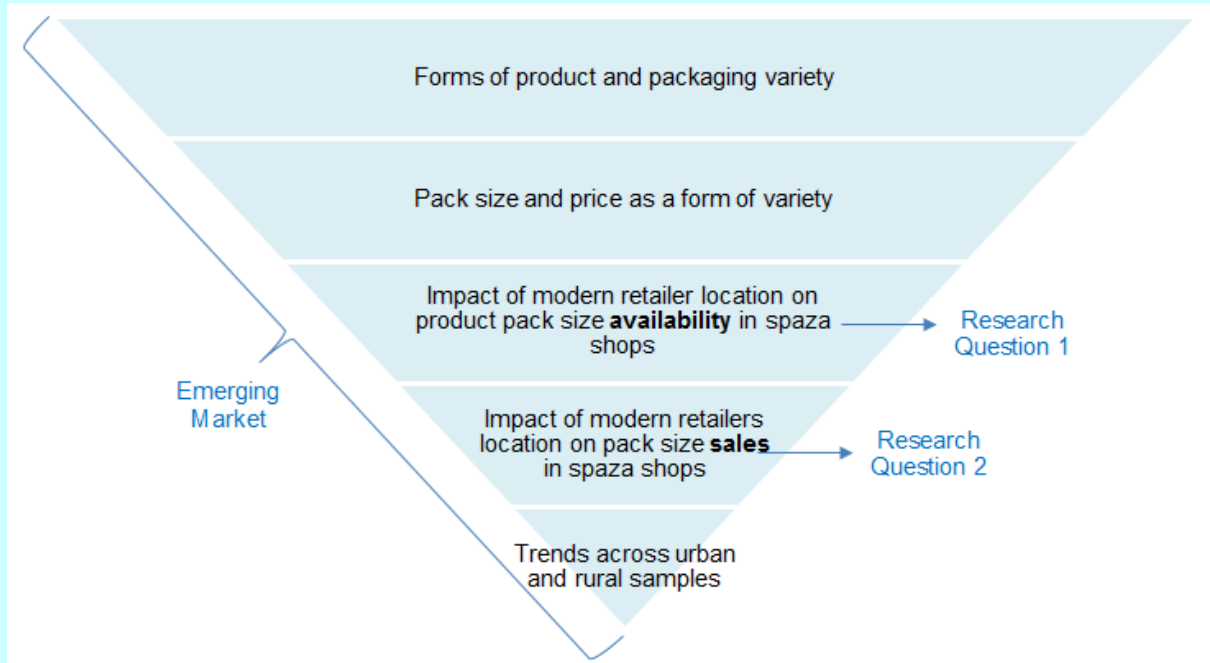 Forms of product and packaging variety
Pack size and price as a form of variety
Impact of modern retailer location on
product pack size availability in spaza
shops
Research
Question 1
Emerging
Market
Impact of modern retailers
location on pack size sales
in spaza shops
Research
Question 2
Trends across urban
and rural samples